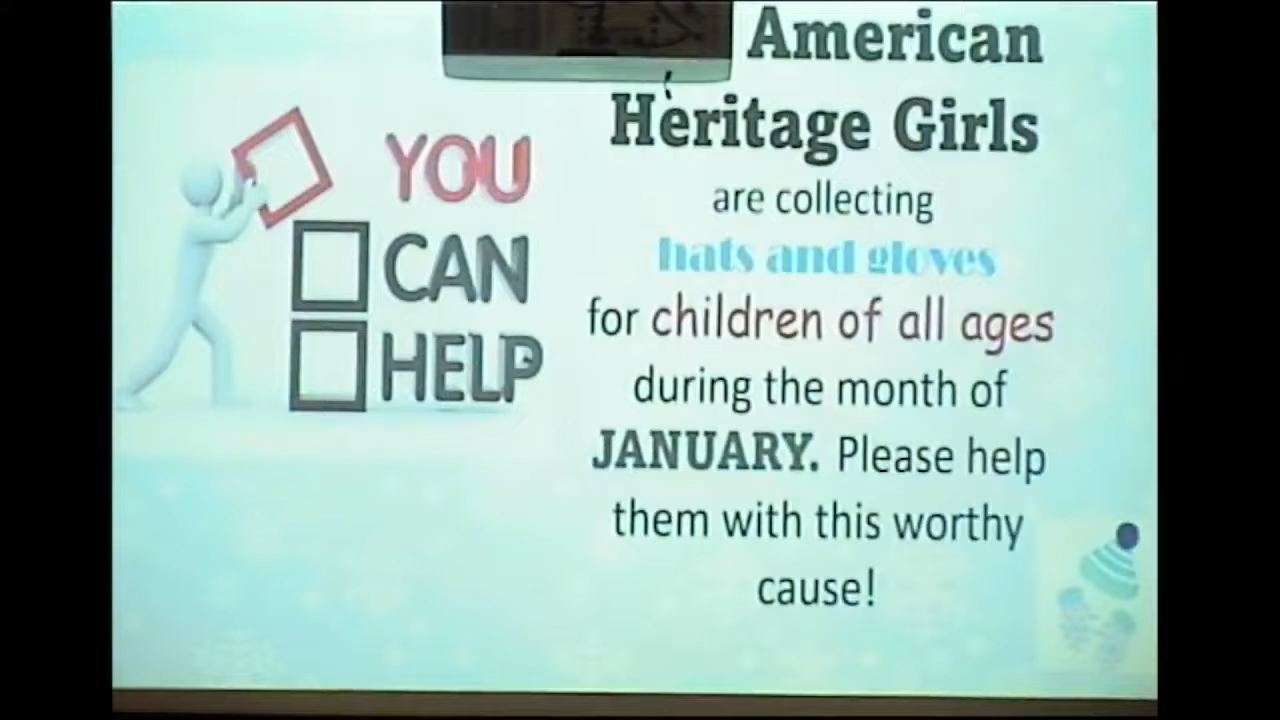 American
Heritage Girls
are collecting
hats and gloves
for children of all ages
during the month of
JANUARY. Please help
them with this worthy
cause!
YOU
CAN
HELP